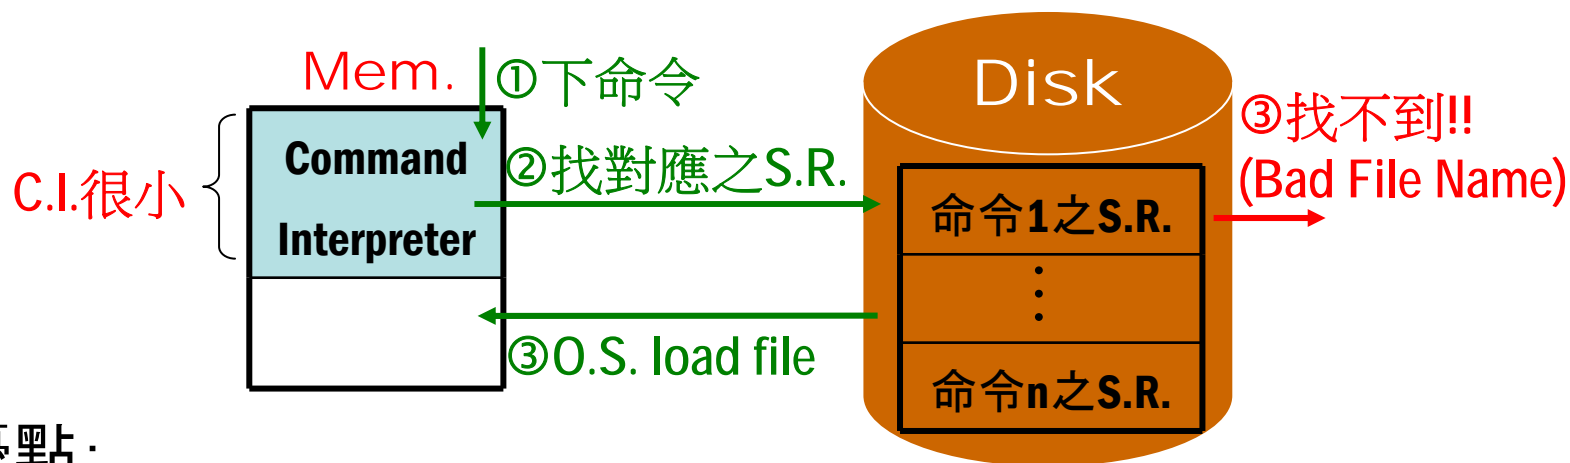 Mem.
①下命令
Disk
③找不到!!
(Bad File Name)
Command
Interpreter
C.I.很小
②找對應之S.R.
命令1之S.R.
⋮
③O.S. load file
命令n之S.R.
點: